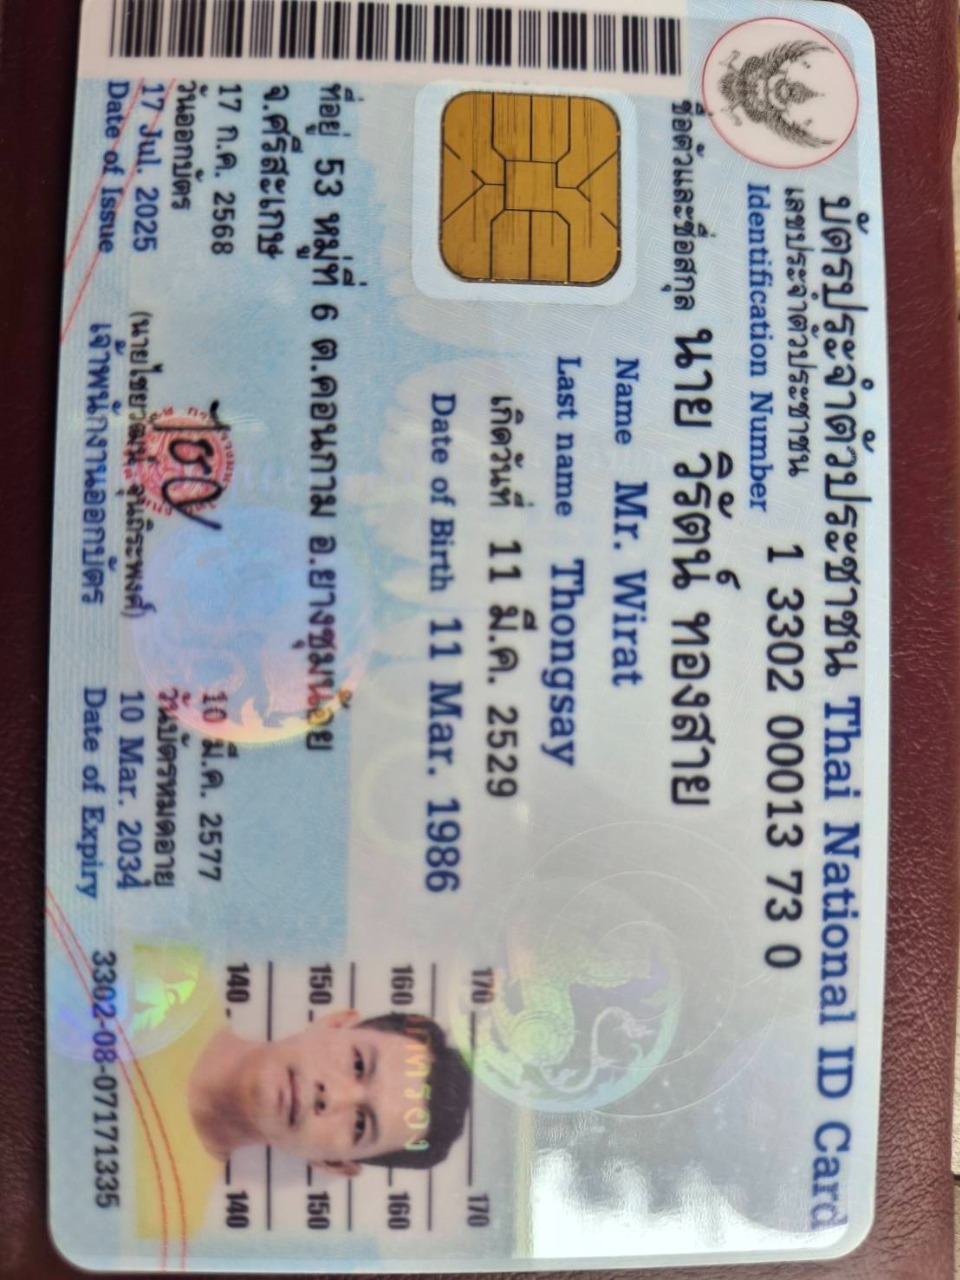 บัตรประจำตัวประชาชน Thai National ID Card
เลขประจำตัวประชาชน 1 3302 00013 73 0
Identification Number
ชื่อตัวและชื่อสกุล นาย วิรัตน์ ทองสาย
Name Mr. Wirat
Last name Thongsay
เกิดวันที่ 11 มี.ค. 2529
Date of Birth 11 Mar. 1986
ที่อยู่ 53 หมู่ที่ 6 ต.คอนกาม อ.ยางชุมน้อย
จ.ศรีสะเกษ
17 ก.ค. 2568
วันออกบัตร
17 Jul. 2025
Date of Issue
เจ้าพนักงานออกบัตร
10 มี.ค. 2577
วันบัตรหมดอายุ
10 Mar. 2034
Date of Expiry
170 170
160 160
150 150
140 140
3302-08-07171335